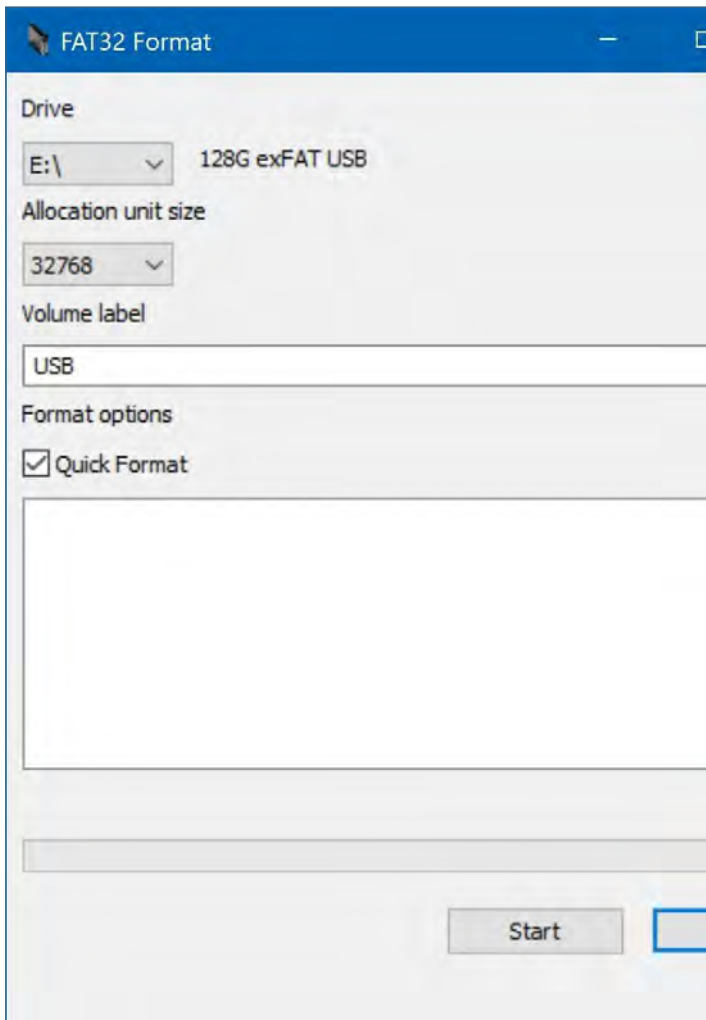 FAT32 Format
Drive
E:\ 128G exFAT USB
Allocation unit size
32768
Volume label
USB
Format options
Quick Format
Start